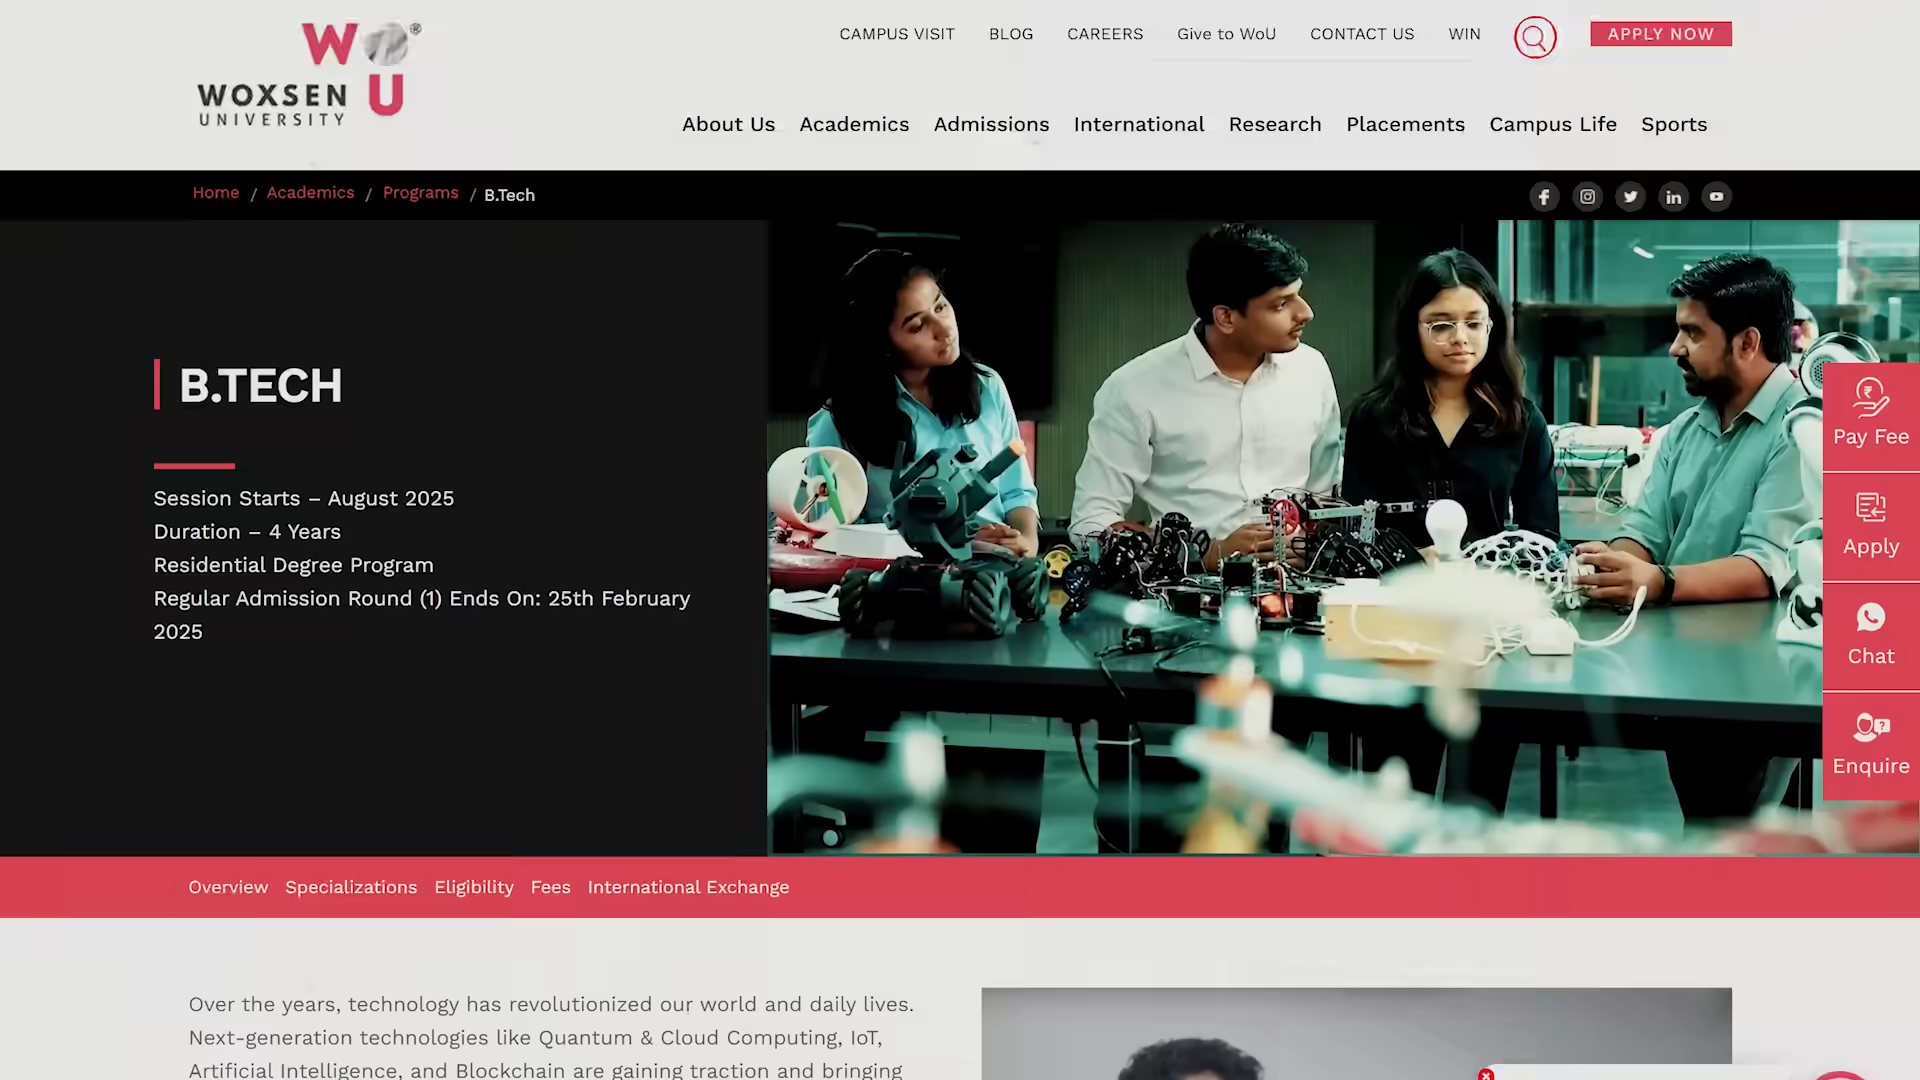 W ®
WOXSEN U
UNIVERSITY
CAMPUS VISIT BLOG CAREERS Give to WoU CONTACT US WIN APPLY NOW
About Us Academics Admissions International Research Placements Campus Life Sports
Home / Academics / Programs / B.Tech
B.TECH
Session Starts – August 2025
Duration – 4 Years
Residential Degree Program
Regular Admission Round (1) Ends On: 25th February
2025
Pay Fee
Apply
Chat
Enquire
Overview Specializations Eligibility Fees International Exchange
Over the years, technology has revolutionized our world and daily lives.
Next-generation technologies like Quantum & Cloud Computing, IoT,
Artificial Intelligence, and Blockchain are gaining traction and bringing